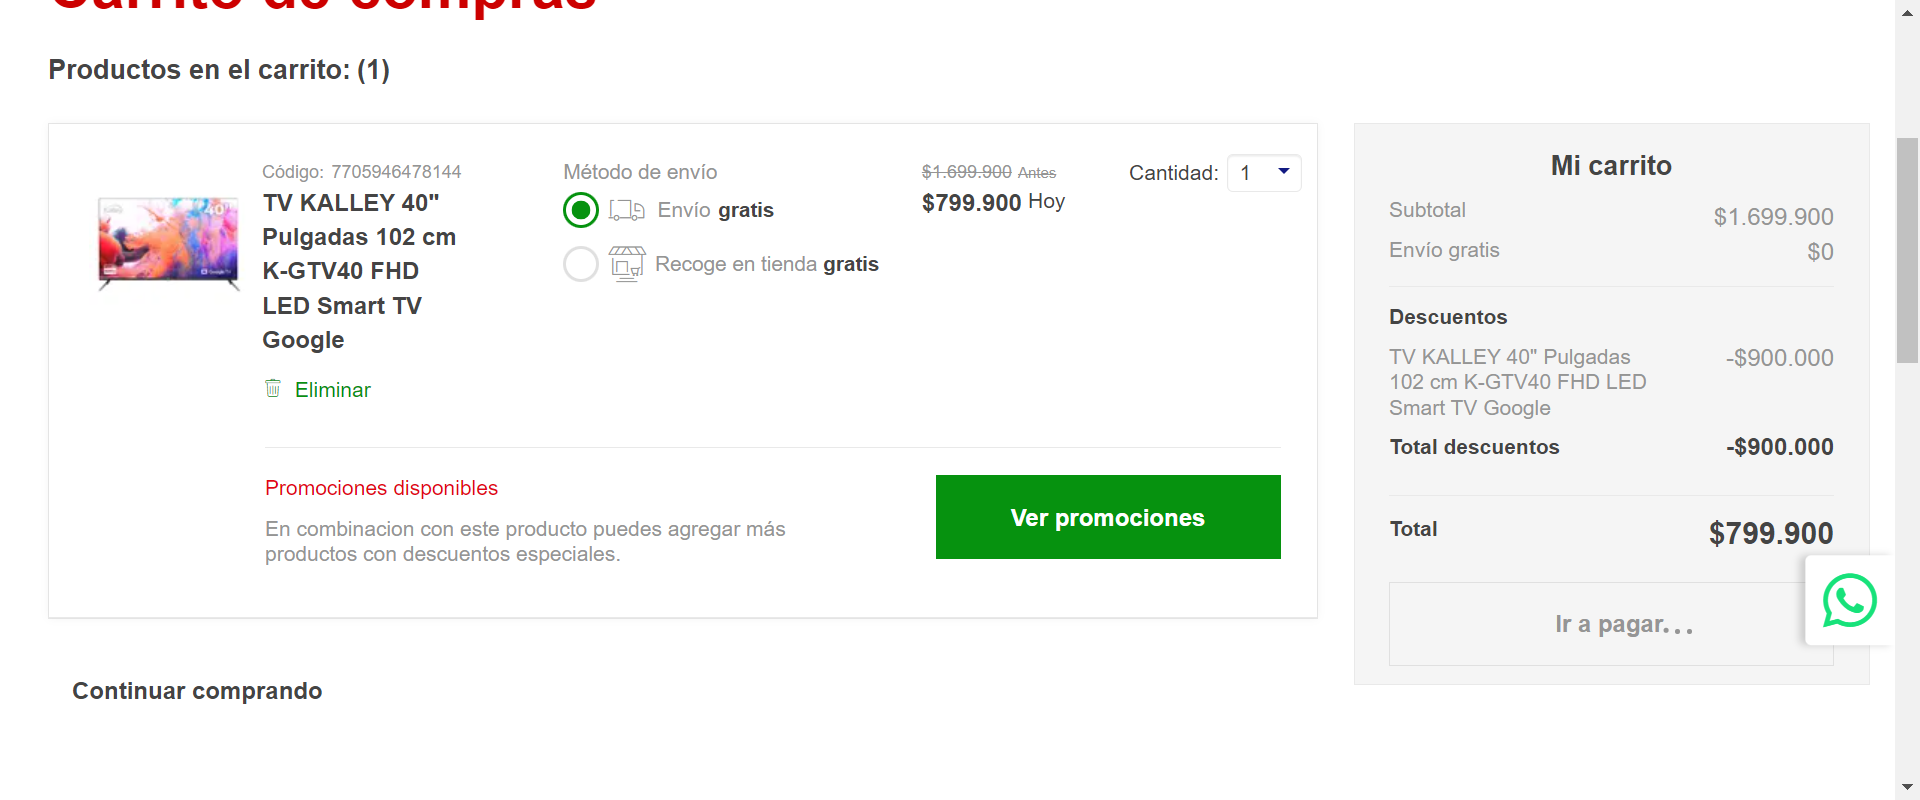 Carrito de compras
Productos en el carrito: (1)
Código: 7705946478144
TV KALLEY 40"
Pulgadas 102 cm
K-GTV40 FHD
LED Smart TV
Google
Eliminar
Método de envío
Envío gratis
Recoge en tienda gratis
$1.699.900 Antes
$799.900 Hoy
Cantidad: 1
Promociones disponibles
En combinacion con este producto puedes agregar más
productos con descuentos especiales.
Ver promociones
Continuar comprando
Mi carrito
Subtotal $1.699.900
Envío gratis $0
Descuentos
TV KALLEY 40" Pulgadas -$900.000
102 cm K-GTV40 FHD LED
Smart TV Google
Total descuentos -$900.000
Total $799.900
Ir a pagar...